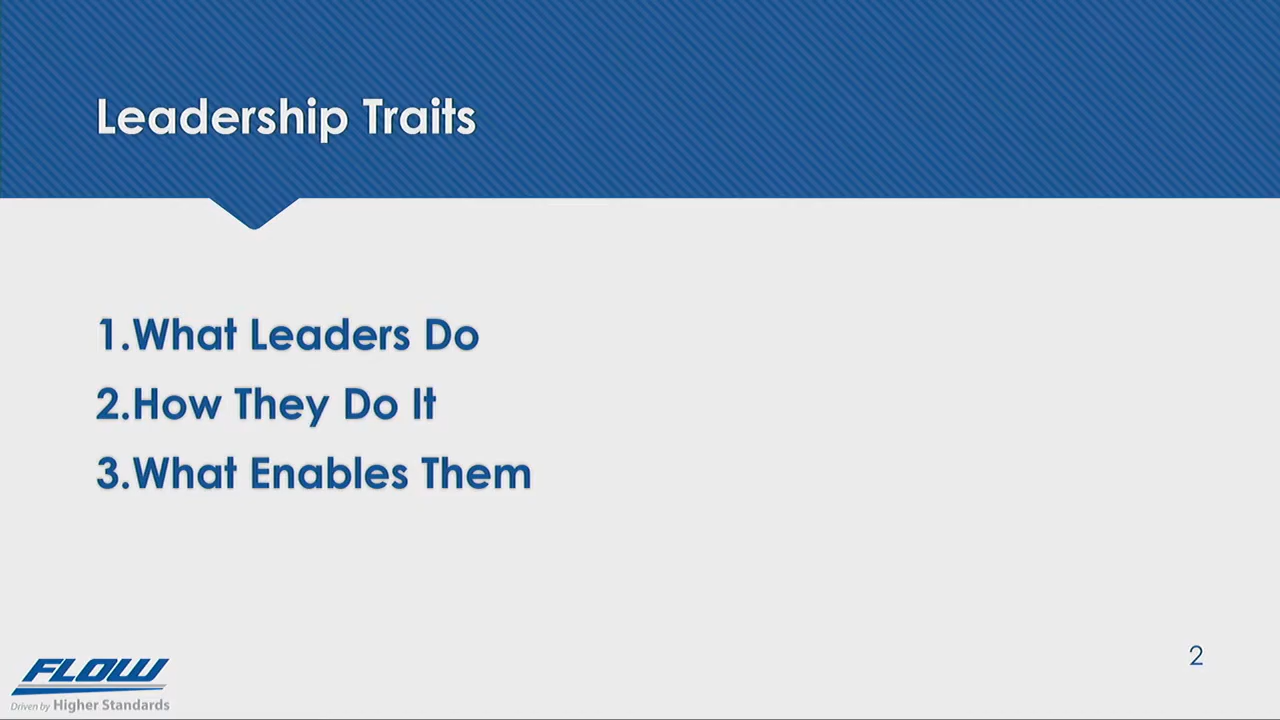 Leadership Traits
1.What Leaders Do
2.How They Do It
3.What Enables Them
FLOW
Driven by Higher Standards
2